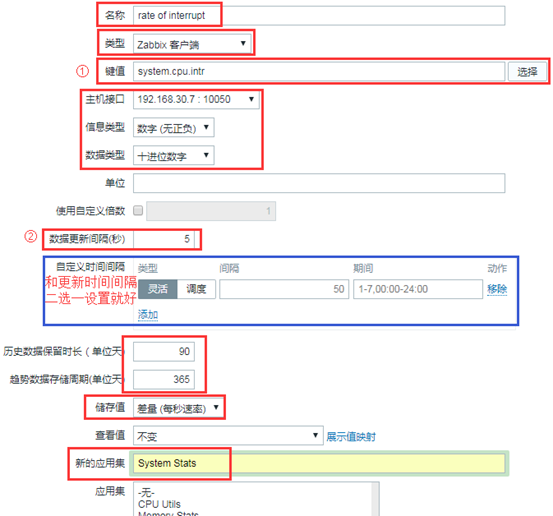 名称 rate of interrupt
类型 Zabbix 客户端
① 键值 system.cpu.intr 选择
主机接口 192.168.30.7 : 10050
信息类型 数字 (无正负)
数据类型 十进位数字
单位
使用自定义倍数 1
② 数据更新间隔(秒) 5
自定义时间间隔 类型 间隔 期间 动作
和更新时间间隔
二选一设置就好
灵活 调度 50 1-7,00:00-24:00 移除
添加
历史数据保留时长 ( 单位天) 90
趋势数据存储周期(单位天) 365
储存值 差量 (每秒速率)
查看值 不变 展示值映射
新的应用集 System Stats
应用集 -无-
CPU Utils
Memory Stats